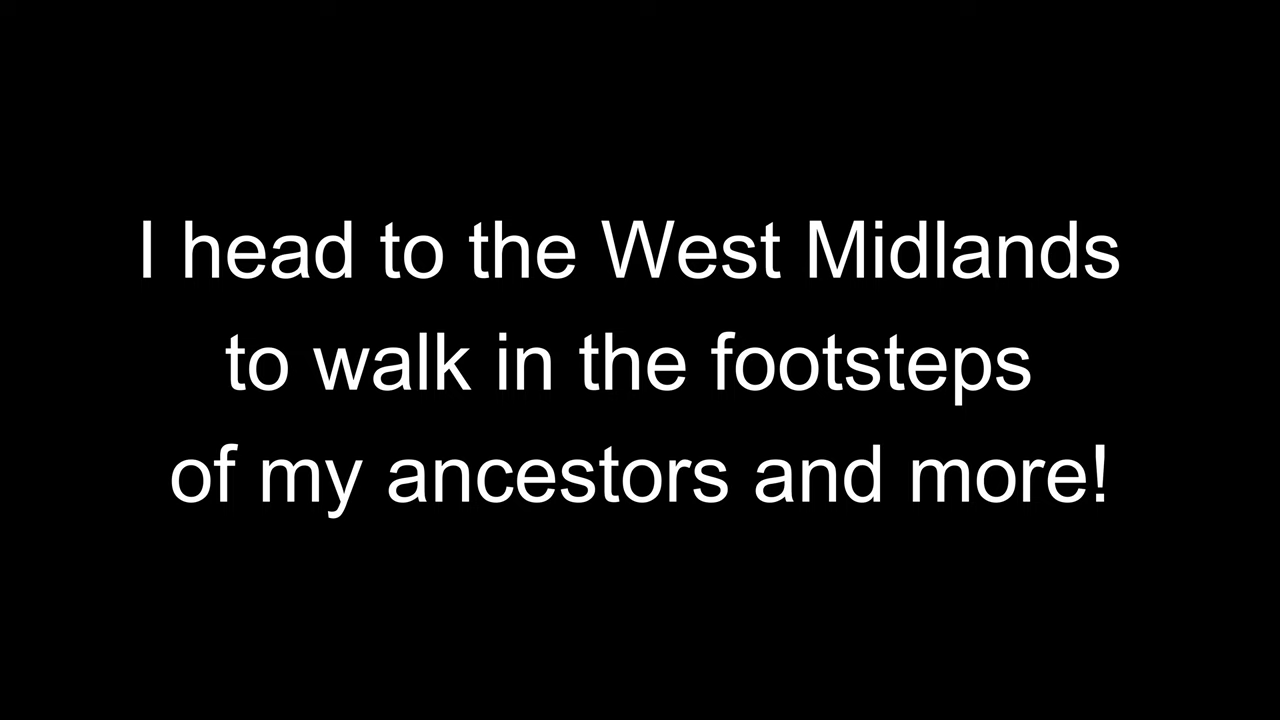 I head to the West Midlands
to walk in the footsteps
of my ancestors and more!